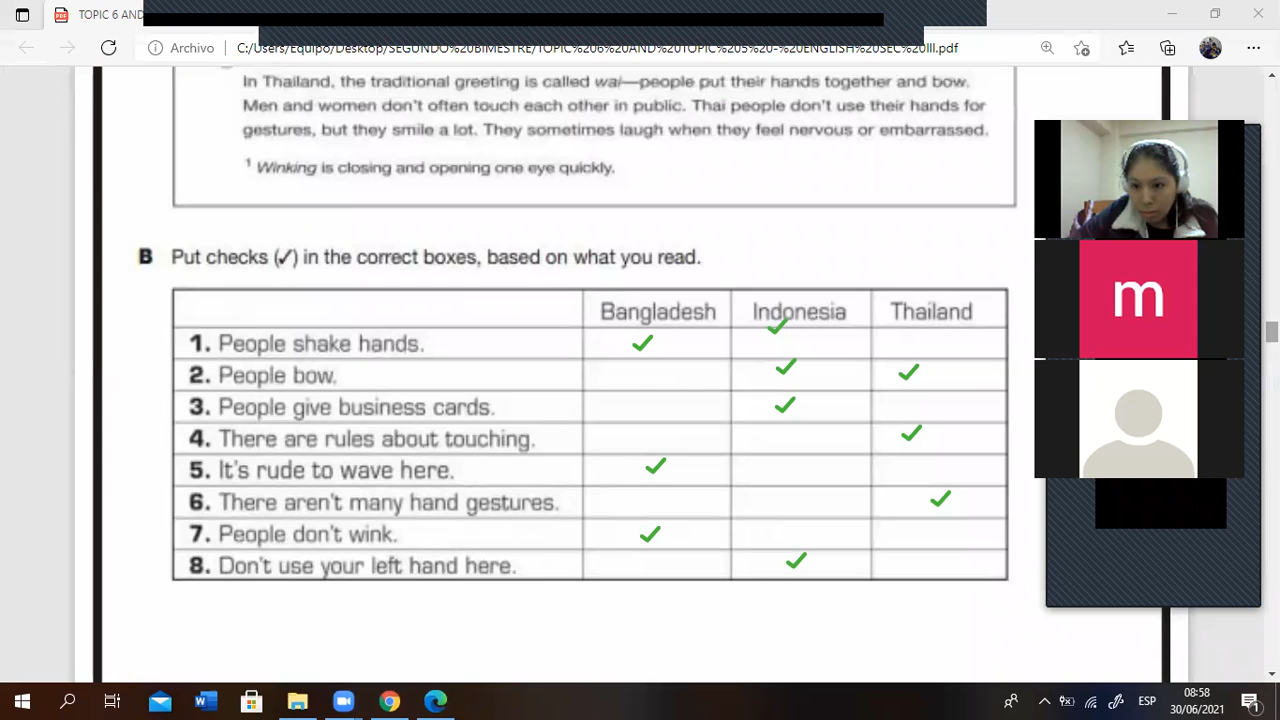 TOPIC 6 AND
Archivo C:/Users/Equipo/Desktop/SEGUNDO%20BIMESTRE/TOPIC%206%20AND%20TOPIC%205%20-%20ENGLISH%20SEC%20III.pdf
In Thailand, the traditional greeting is called wai—people put their hands together and bow.
Men and women don't often touch each other in public. Thai people don't use their hands for
gestures, but they smile a lot. They sometimes laugh when they feel nervous or embarrassed.
1 Winking is closing and opening one eye quickly.
B Put checks (✓) in the correct boxes, based on what you read.
Bangladesh Indonesia Thailand
1. People shake hands. ✓ ✓
2. People bow. ✓ ✓
3. People give business cards. ✓
4. There are rules about touching. ✓
5. It's rude to wave here. ✓
6. There aren't many hand gestures. ✓
7. People don't wink. ✓
8. Don't use your left hand here. ✓
m
ESP
08:58
30/06/2021
1